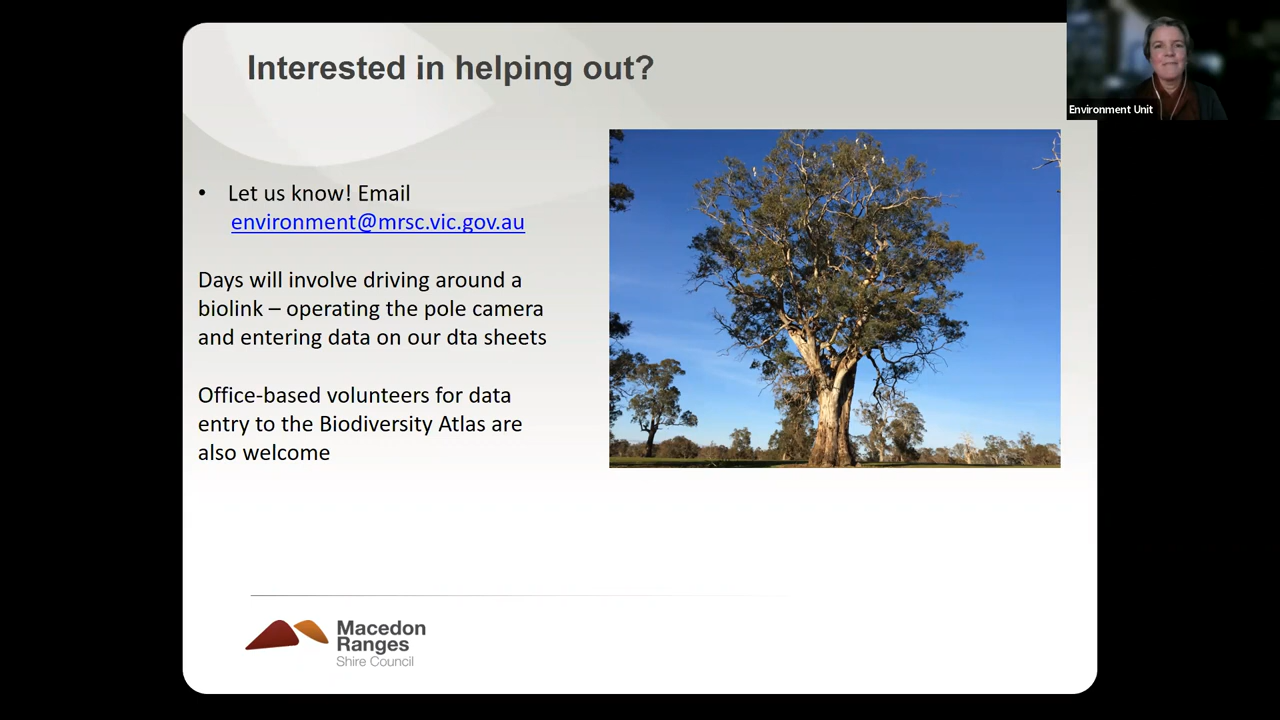 Interested in helping out?
Environment Unit
• Let us know! Email
environment@mrsc.vic.gov.au
Days will involve driving around a
biolink – operating the pole camera
and entering data on our dta sheets
Office-based volunteers for data
entry to the Biodiversity Atlas are
also welcome
Macedon
Ranges
Shire Council